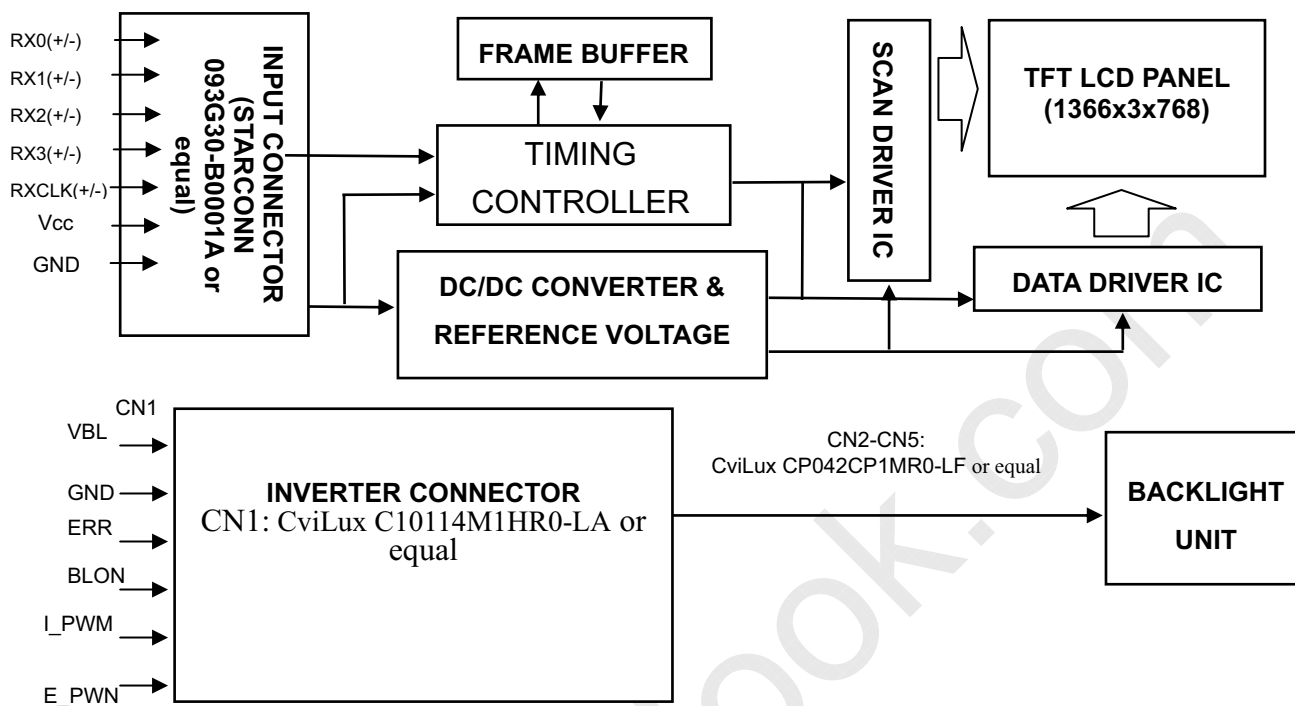 RX0(+/-)
RX1(+/-)
RX2(+/-)
RX3(+/-)
RXCLK(+/-)
Vcc
GND
INPUT CONNECTOR
(STARCONN
093G30-B0001A or
equal)
FRAME BUFFER
TIMING
CONTROLLER
DC/DC CONVERTER &
REFERENCE VOLTAGE
SCAN DRIVER IC
TFT LCD PANEL
(1366x3x768)
DATA DRIVER IC
CN1
VBL
GND
ERR
BLON
I_PWM
E_PWN
INVERTER CONNECTOR
CN1: CviLux C10114M1HR0-LA or
equal
CN2-CN5:
CviLux CP042CP1MR0-LF or equal
BACKLIGHT
UNIT
ook.com